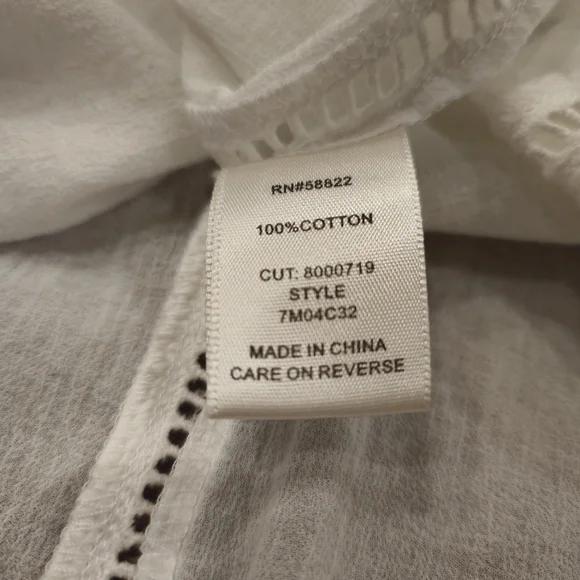 RN#58822
100%COTTON
CUT: 8000719
STYLE
7M04C32
MADE IN CHINA
CARE ON REVERSE